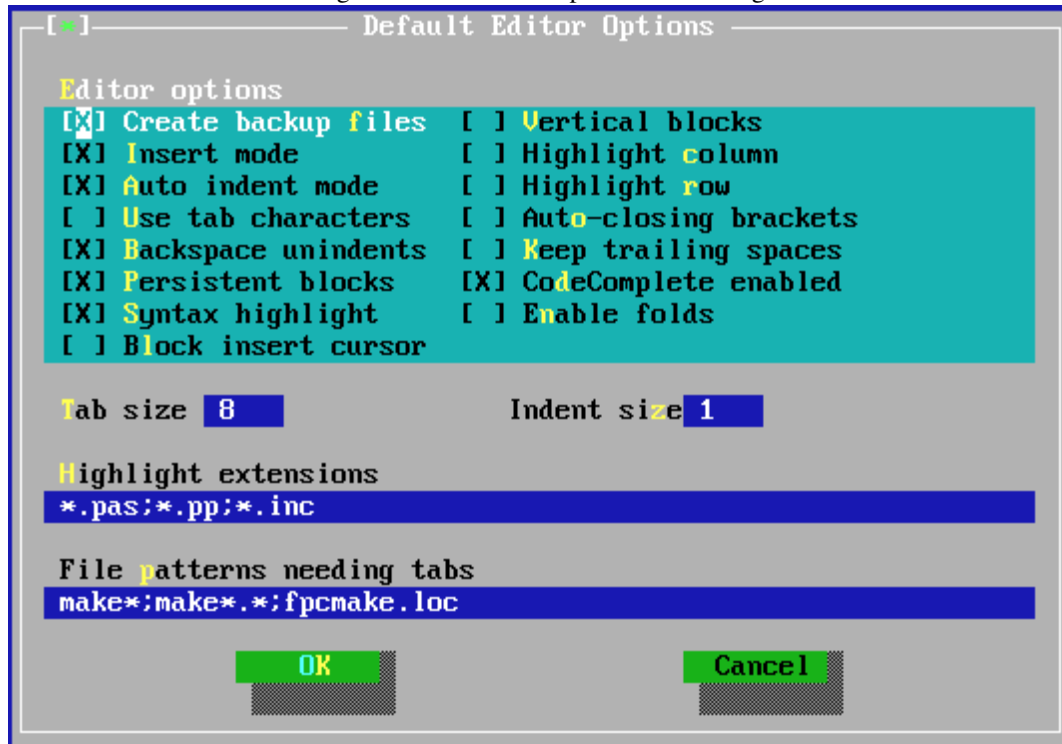 [*] Default Editor Options
Editor options
[X] Create backup files [ ] Vertical blocks
[X] Insert mode [ ] Highlight column
[X] Auto indent mode [ ] Highlight row
[ ] Use tab characters [ ] Auto-closing brackets
[X] Backspace unindents [ ] Keep trailing spaces
[X] Persistent blocks [X] CodeComplete enabled
[X] Syntax highlight [ ] Enable folds
[ ] Block insert cursor
Tab size 8 Indent size 1
Highlight extensions
*.pas;*.pp;*.inc
File patterns needing tabs
make*;make*.*;fpcmake.loc
OK Cancel